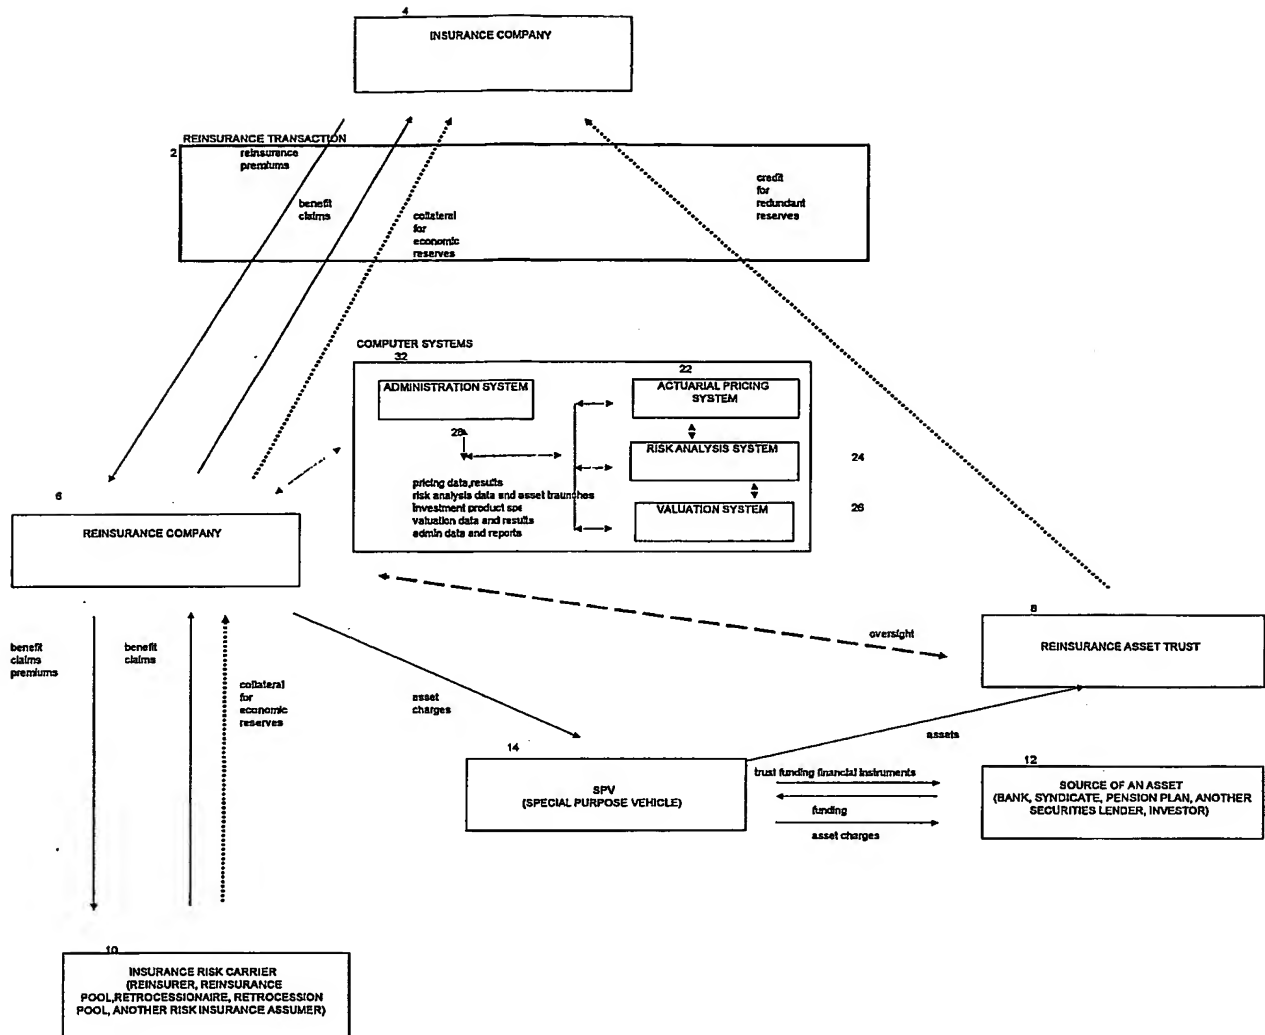 4
INSURANCE COMPANY
REINSURANCE TRANSACTION
2
reinsurance
premiums
benefit
claims
collateral
for
economic
reserves
credit
for
redundant
reserves
COMPUTER SYSTEMS
32
ADMINISTRATION SYSTEM
22
ACTUARIAL PRICING
SYSTEM
28
RISK ANALYSIS SYSTEM
24
pricing data,results
risk analysis data and asset traunches
investment product spe
valuation data and results
admin data and reports
VALUATION SYSTEM
26
6
REINSURANCE COMPANY
8
REINSURANCE ASSET TRUST
oversight
benefit
claims
premiums
benefit
claims
collateral
for
economic
reserves
asset
charges
assets
14
SPV
(SPECIAL PURPOSE VEHICLE)
trust funding financial instruments
funding
asset charges
12
SOURCE OF AN ASSET
(BANK, SYNDICATE, PENSION PLAN, ANOTHER
SECURITIES LENDER, INVESTOR)
10
INSURANCE RISK CARRIER
(REINSURER, REINSURANCE
POOL,RETROCESSIONAIRE, RETROCESSION
POOL, ANOTHER RISK INSURANCE ASSUMER)